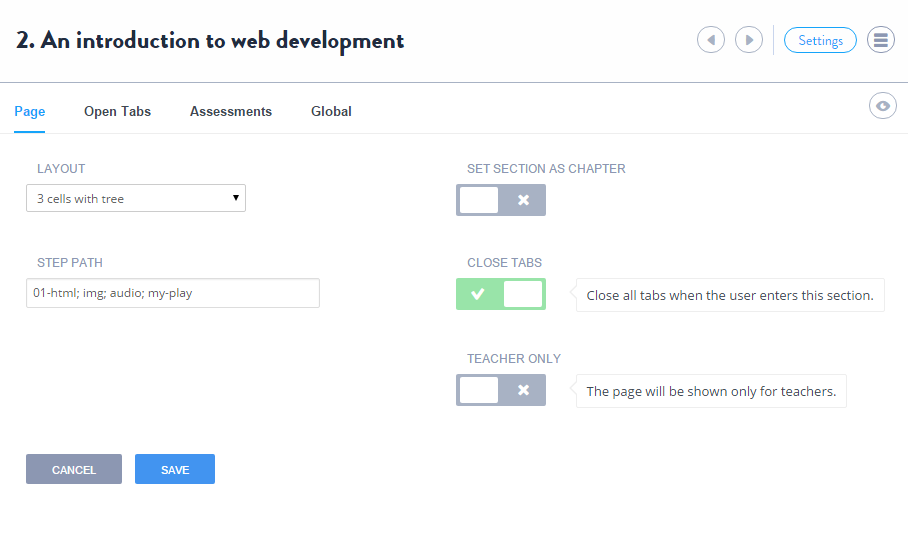 2. An introduction to web development
Settings
Page Open Tabs Assessments Global
LAYOUT
3 cells with tree
SET SECTION AS CHAPTER
STEP PATH
01-html; img; audio; my-play
CLOSE TABS
Close all tabs when the user enters this section.
TEACHER ONLY
The page will be shown only for teachers.
CANCEL SAVE